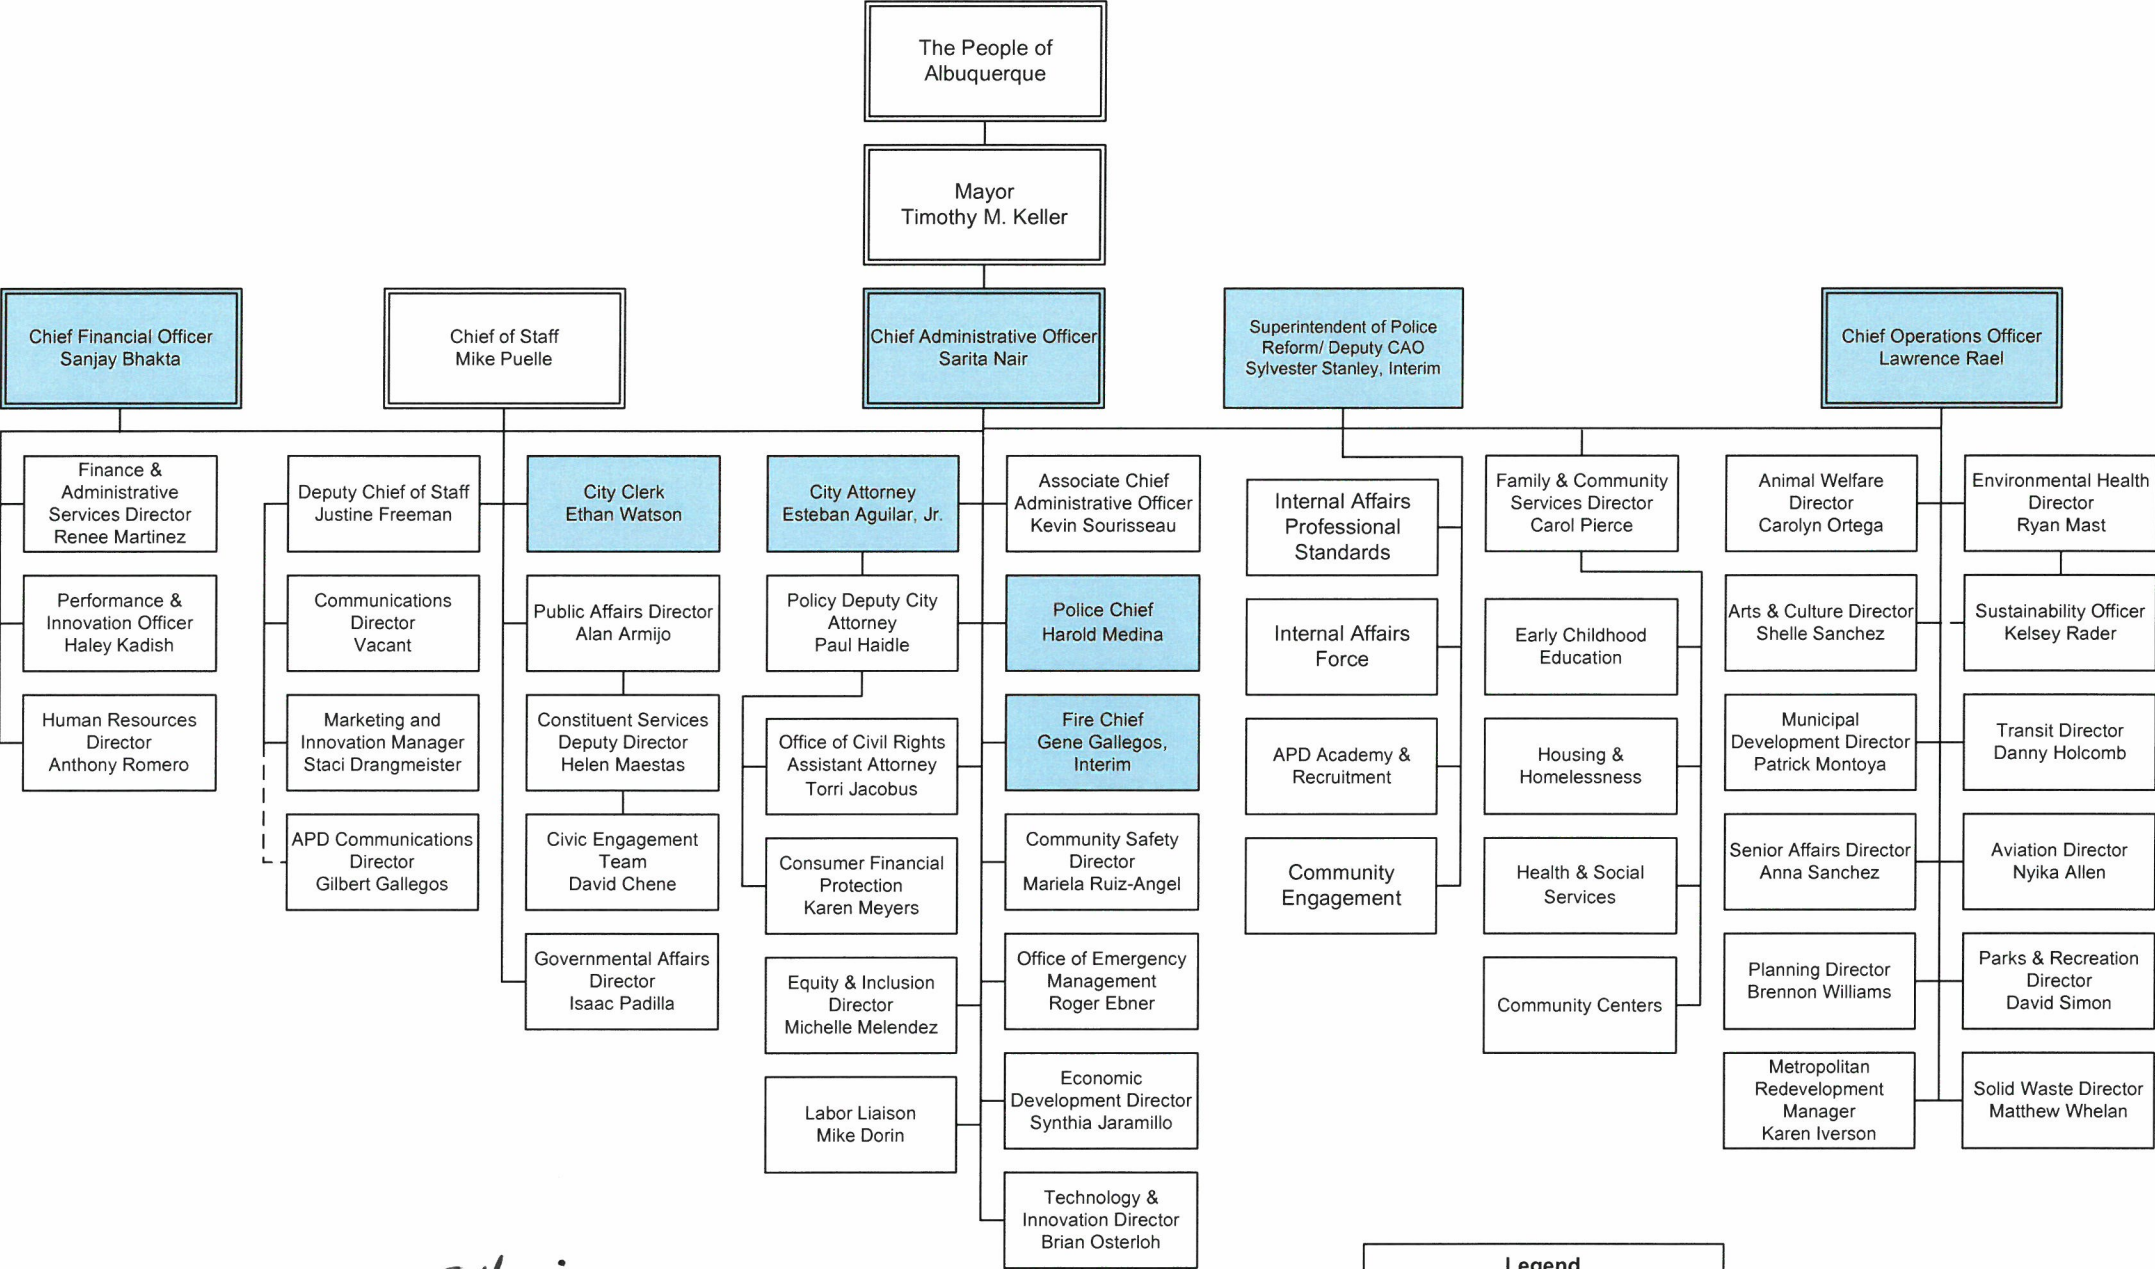 The People of
Albuquerque
Mayor
Timothy M. Keller
Chief Financial Officer
Sanjay Bhakta
Chief of Staff
Mike Puelle
Chief Administrative Officer
Sarita Nair
Superintendent of Police
Reform/ Deputy CAO
Sylvester Stanley, Interim
Chief Operations Officer
Lawrence Rael
Finance &
Administrative
Services Director
Renee Martinez
Performance &
Innovation Officer
Haley Kadish
Human Resources
Director
Anthony Romero
Deputy Chief of Staff
Justine Freeman
Communications
Director
Vacant
Marketing and
Innovation Manager
Staci Drangmeister
APD Communications
Director
Gilbert Gallegos
City Clerk
Ethan Watson
Public Affairs Director
Alan Armijo
Constituent Services
Deputy Director
Helen Maestas
Civic Engagement
Team
David Chene
Governmental Affairs
Director
Isaac Padilla
City Attorney
Esteban Aguilar, Jr.
Policy Deputy City
Attorney
Paul Haidle
Office of Civil Rights
Assistant Attorney
Torri Jacobus
Consumer Financial
Protection
Karen Meyers
Equity & Inclusion
Director
Michelle Melendez
Labor Liaison
Mike Dorin
Associate Chief
Administrative Officer
Kevin Sourisseau
Police Chief
Harold Medina
Fire Chief
Gene Gallegos,
Interim
Community Safety
Director
Mariela Ruiz-Angel
Office of Emergency
Management
Roger Ebner
Economic
Development Director
Synthia Jaramillo
Technology &
Innovation Director
Brian Osterloh
Internal Affairs
Professional
Standards
Internal Affairs
Force
APD Academy &
Recruitment
Community
Engagement
Family & Community
Services Director
Carol Pierce
Early Childhood
Education
Housing &
Homelessness
Health & Social
Services
Community Centers
Animal Welfare
Director
Carolyn Ortega
Arts & Culture Director
Shelle Sanchez
Municipal
Development Director
Patrick Montoya
Senior Affairs Director
Anna Sanchez
Planning Director
Brennon Williams
Metropolitan
Redevelopment
Manager
Karen Iverson
Environmental Health
Director
Ryan Mast
Sustainability Officer
Kelsey Rader
Transit Director
Danny Holcomb
Aviation Director
Nyika Allen
Parks & Recreation
Director
David Simon
Solid Waste Director
Matthew Whelan
Legend